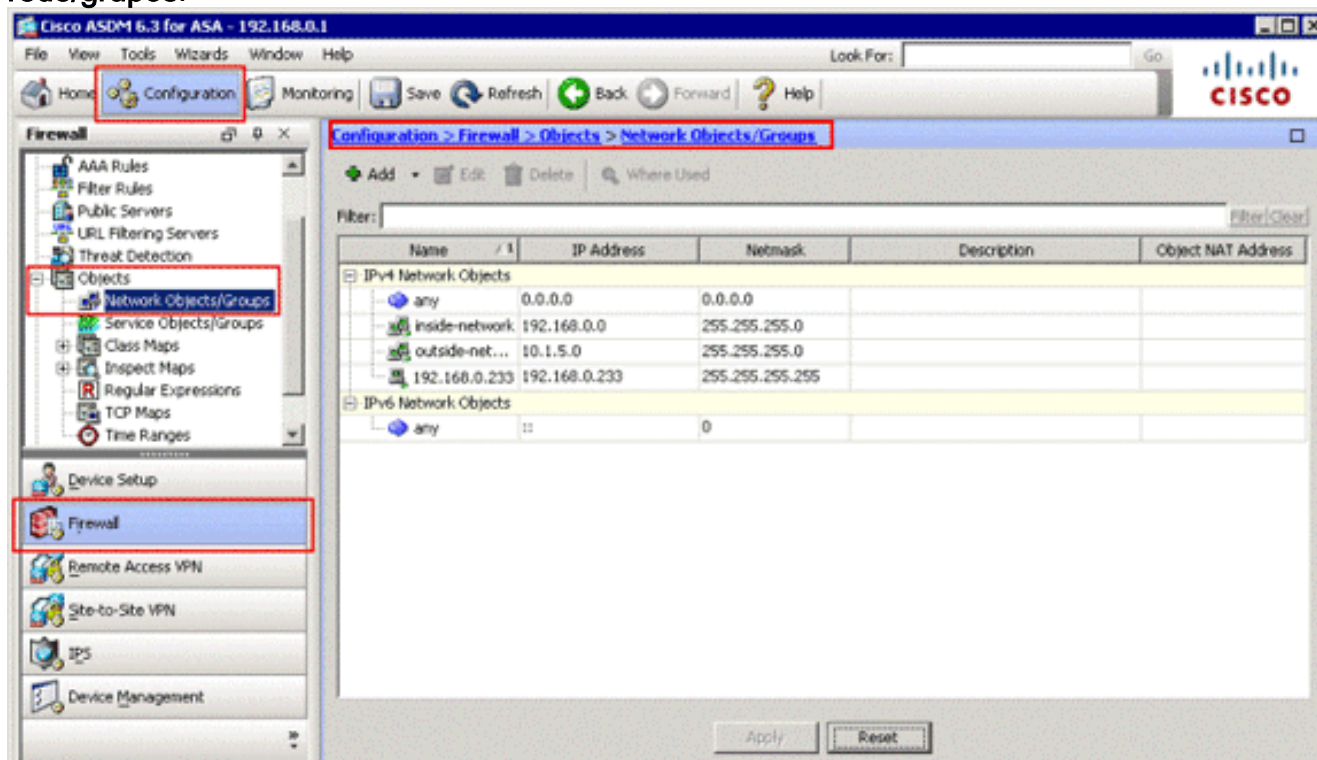 rede/grupos.
Cisco ASDM 6.3 for ASA - 192.168.0.1
File View Tools Wizards Window Help Look For: Go
Home Configuration Monitoring Save Refresh Back Forward Help
CISCO
Firewall
AAA Rules
Filter Rules
Public Servers
URL Filtering Servers
Threat Detection
Objects
Network Objects/Groups
Service Objects/Groups
Class Maps
Inspect Maps
Regular Expressions
TCP Maps
Time Ranges
Device Setup
Firewall
Remote Access VPN
Site-to-Site VPN
IPS
Device Management
Configuration > Firewall > Objects > Network Objects/Groups
Add Edit Delete Where Used
Filter: Filter Clear
Name IP Address Netmask Description Object NAT Address
IPv4 Network Objects
any 0.0.0.0 0.0.0.0
inside-network 192.168.0.0 255.255.255.0
outside-net... 10.1.5.0 255.255.255.0
192.168.0.233 192.168.0.233 255.255.255.255
IPv6 Network Objects
any :: 0
Apply Reset